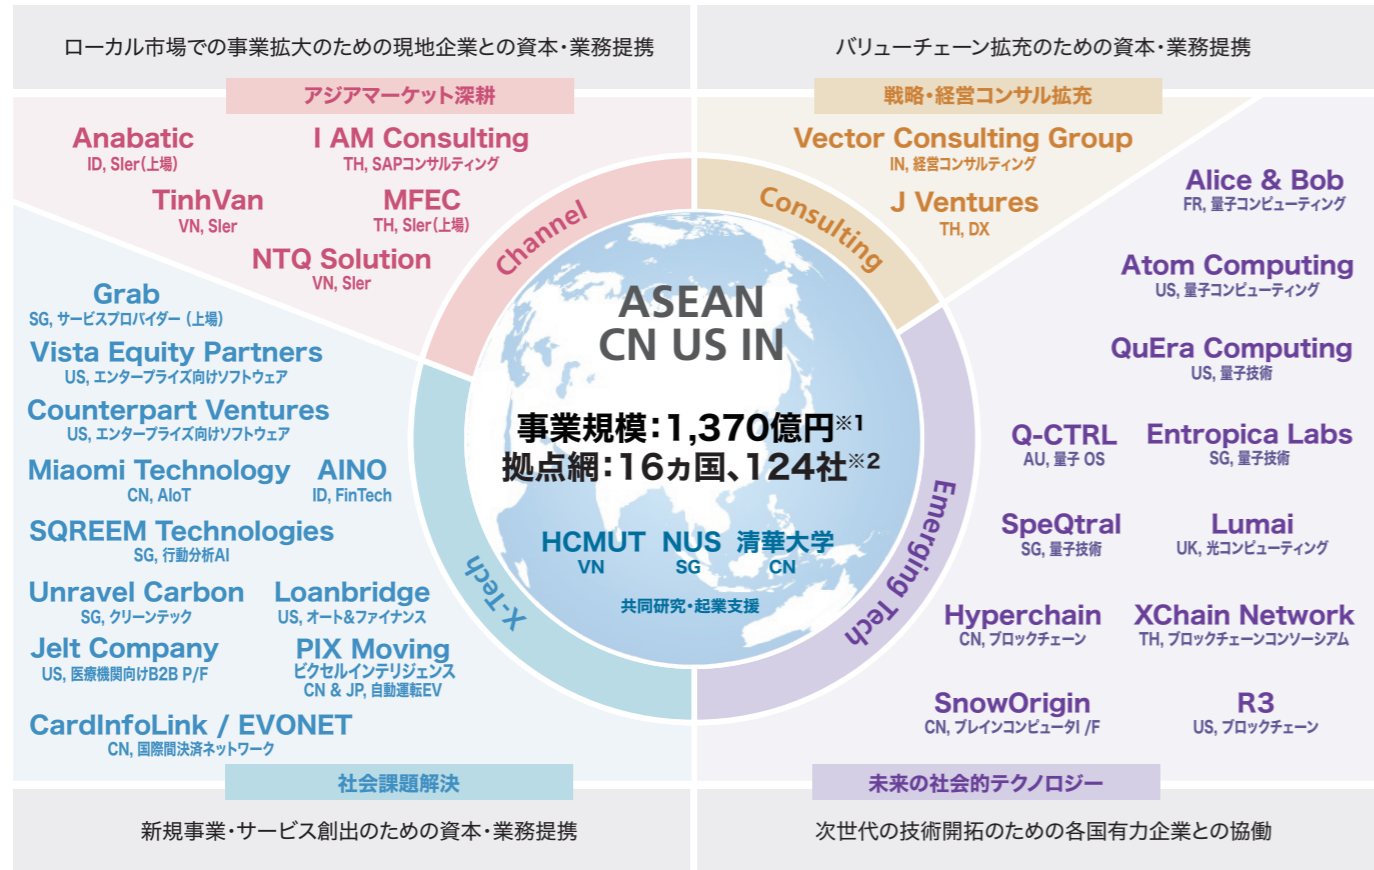 ローカル市場での事業拡大のための現地企業との資本・業務提携
アジアマーケット深耕
Anabatic
ID, SIer(上場)
I AM Consulting
TH, SAPコンサルティング
TinhVan
VN, SIer
MFEC
TH, SIer(上場)
NTQ Solution
VN, SIer
Channel
バリューチェーン拡充のための資本・業務提携
戦略・経営コンサル拡充
Vector Consulting Group
IN, 経営コンサルティング
J Ventures
TH, DX
Consulting
Grab
SG, サービスプロバイダー (上場)
Vista Equity Partners
US, エンタープライズ向けソフトウェア
Counterpart Ventures
US, エンタープライズ向けソフトウェア
Miaomi Technology
CN, AIoT
AINO
ID, FinTech
SQREEM Technologies
SG, 行動分析AI
Unravel Carbon
SG, クリーンテック
Loanbridge
US, オート&ファイナンス
Jelt Company
US, 医療機関向けB2B P/F
PIX Moving
ピクセルインテリジェンス
CN & JP, 自動運転EV
CardInfoLink / EVONET
CN, 国際間決済ネットワーク
X-Tech
社会課題解決
新規事業・サービス創出のための資本・業務提携
ASEAN
CN US IN
事業規模：1,370億円※1
拠点網：16ヵ国、124社※2
HCMUT
VN
NUS
SG
清華大学
CN
共同研究・起業支援
Alice & Bob
FR, 量子コンピューティング
Atom Computing
US, 量子コンピューティング
QuEra Computing
US, 量子技術
Q-CTRL
AU, 量子 OS
Entropica Labs
SG, 量子技術
SpeQtral
SG, 量子技術
Lumai
UK, 光コンピューティング
Hyperchain
CN, ブロックチェーン
XChain Network
TH, ブロックチェーンコンソーシアム
SnowOrigin
CN, ブレインコンピュータI /F
R3
US, ブロックチェーン
Emerging Tech
未来の社会的テクノロジー
次世代の技術開拓のための各国有力企業との協働